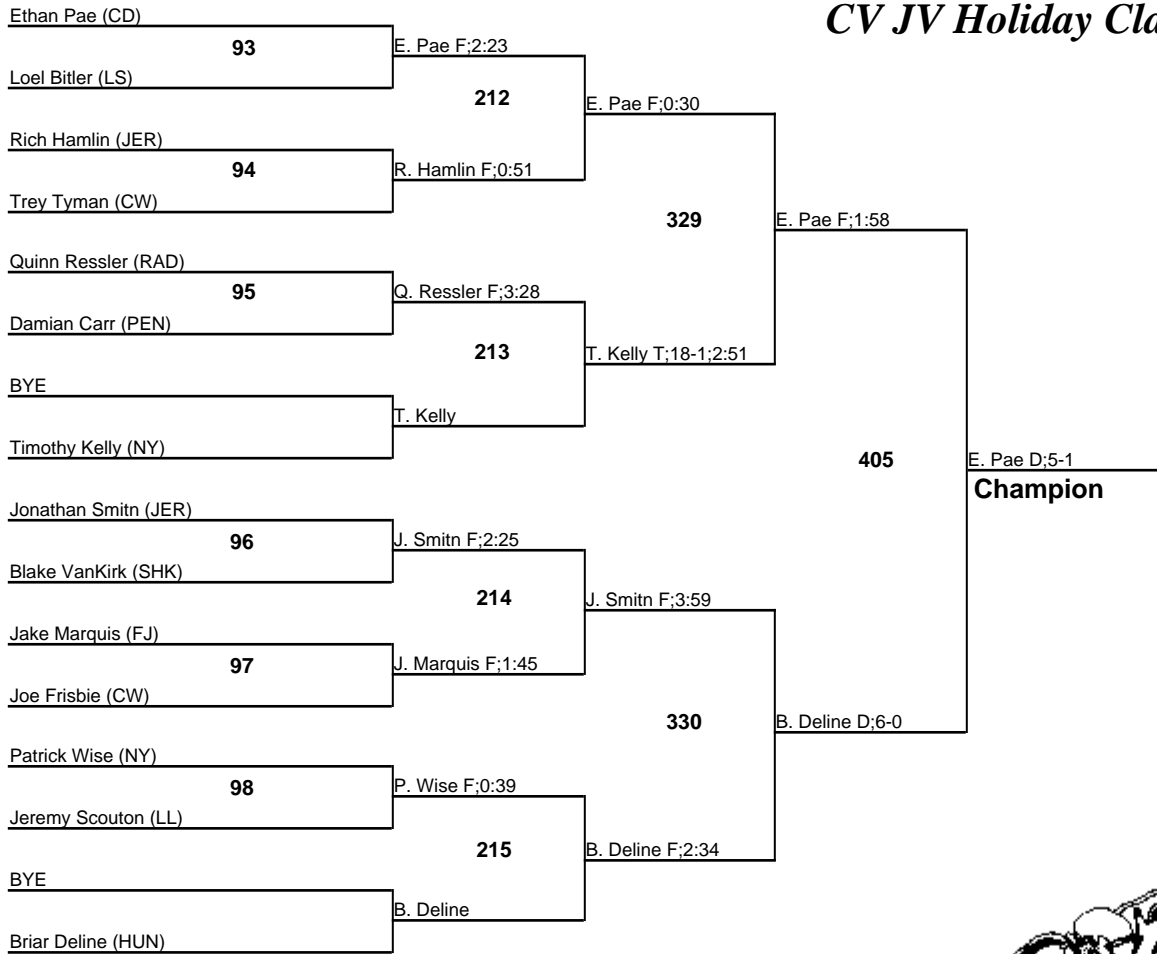 CV JV Holiday Cla
Ethan Pae (CD)
93
Loel Bitler (LS)
E. Pae F;2:23
212
Rich Hamlin (JER)
94
Trey Tyman (CW)
R. Hamlin F;0:51
E. Pae F;0:30
329
Quinn Ressler (RAD)
95
Damian Carr (PEN)
Q. Ressler F;3:28
213
BYE
Timothy Kelly (NY)
T. Kelly
T. Kelly T;18-1;2:51
E. Pae F;1:58
405
Jonathan Smitn (JER)
96
Blake VanKirk (SHK)
J. Smitn F;2:25
214
Jake Marquis (FJ)
97
Joe Frisbie (CW)
J. Marquis F;1:45
J. Smitn F;3:59
330
Patrick Wise (NY)
98
Jeremy Scouton (LL)
P. Wise F;0:39
215
BYE
Briar Deline (HUN)
B. Deline
B. Deline F;2:34
B. Deline D;6-0
E. Pae D;5-1
Champion